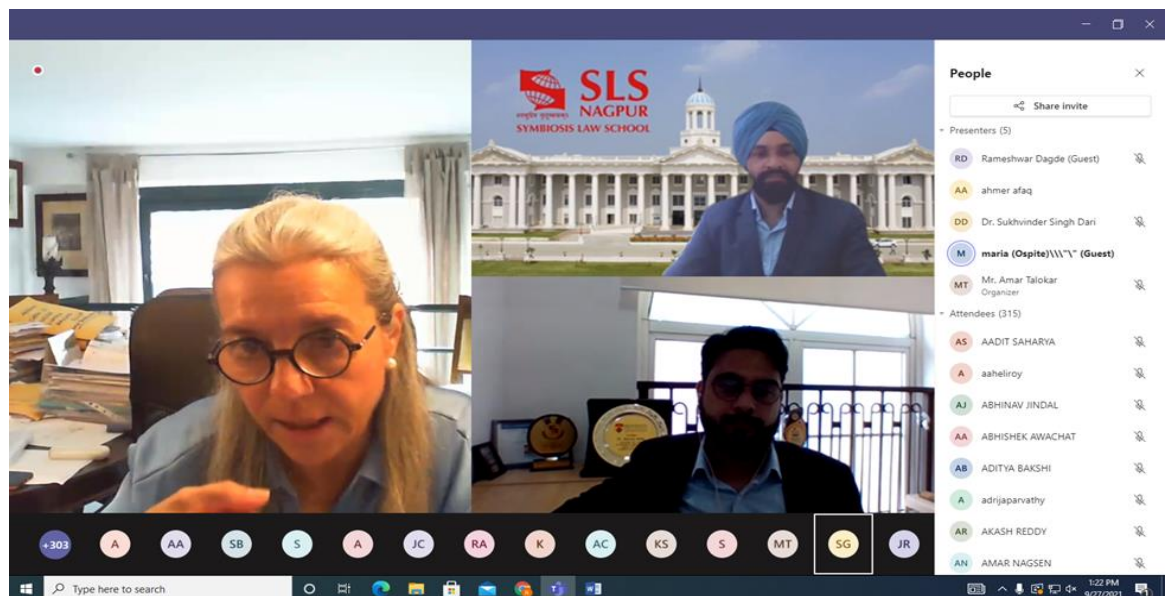 SLS
NAGPUR
SYMBIOSIS LAW SCHOOL
People
Share invite
Presenters (5)
RD Rameshwar Dagde (Guest)
AA ahmer afaq
DD Dr. Sukhvinder Singh Dari
M maria (Ospite)\\\"\" (Guest)
MT Mr. Amar Talokar
Organizer
Attendees (315)
AS AADIT SAHARYA
A aaheliroy
AJ ABHINAV JINDAL
AA ABHISHEK AWACHAT
AB ADITYA BAKSHI
A adrijaparvathy
AR AKASH REDDY
AN AMAR NAGSEN
+303 A AA SB S A JC RA K AC KS S MT SG JR
Type here to search
1:22 PM
9/27/2021